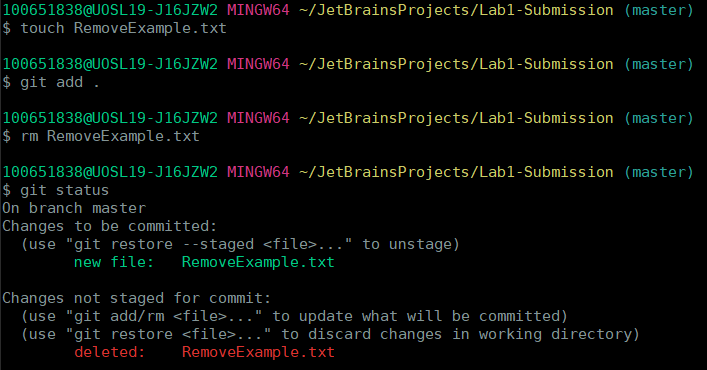 100651838@UOSL19-J16JZW2 MINGW64 ~/JetBrainsProjects/Lab1-Submission (master)
$ touch RemoveExample.txt
100651838@UOSL19-J16JZW2 MINGW64 ~/JetBrainsProjects/Lab1-Submission (master)
$ git add .
100651838@UOSL19-J16JZW2 MINGW64 ~/JetBrainsProjects/Lab1-Submission (master)
$ rm RemoveExample.txt
100651838@UOSL19-J16JZW2 MINGW64 ~/JetBrainsProjects/Lab1-Submission (master)
$ git status
On branch master
Changes to be committed:
  (use "git restore --staged <file>..." to unstage)
        new file:   RemoveExample.txt
Changes not staged for commit:
  (use "git add/rm <file>..." to update what will be committed)
  (use "git restore <file>..." to discard changes in working directory)
        deleted:    RemoveExample.txt